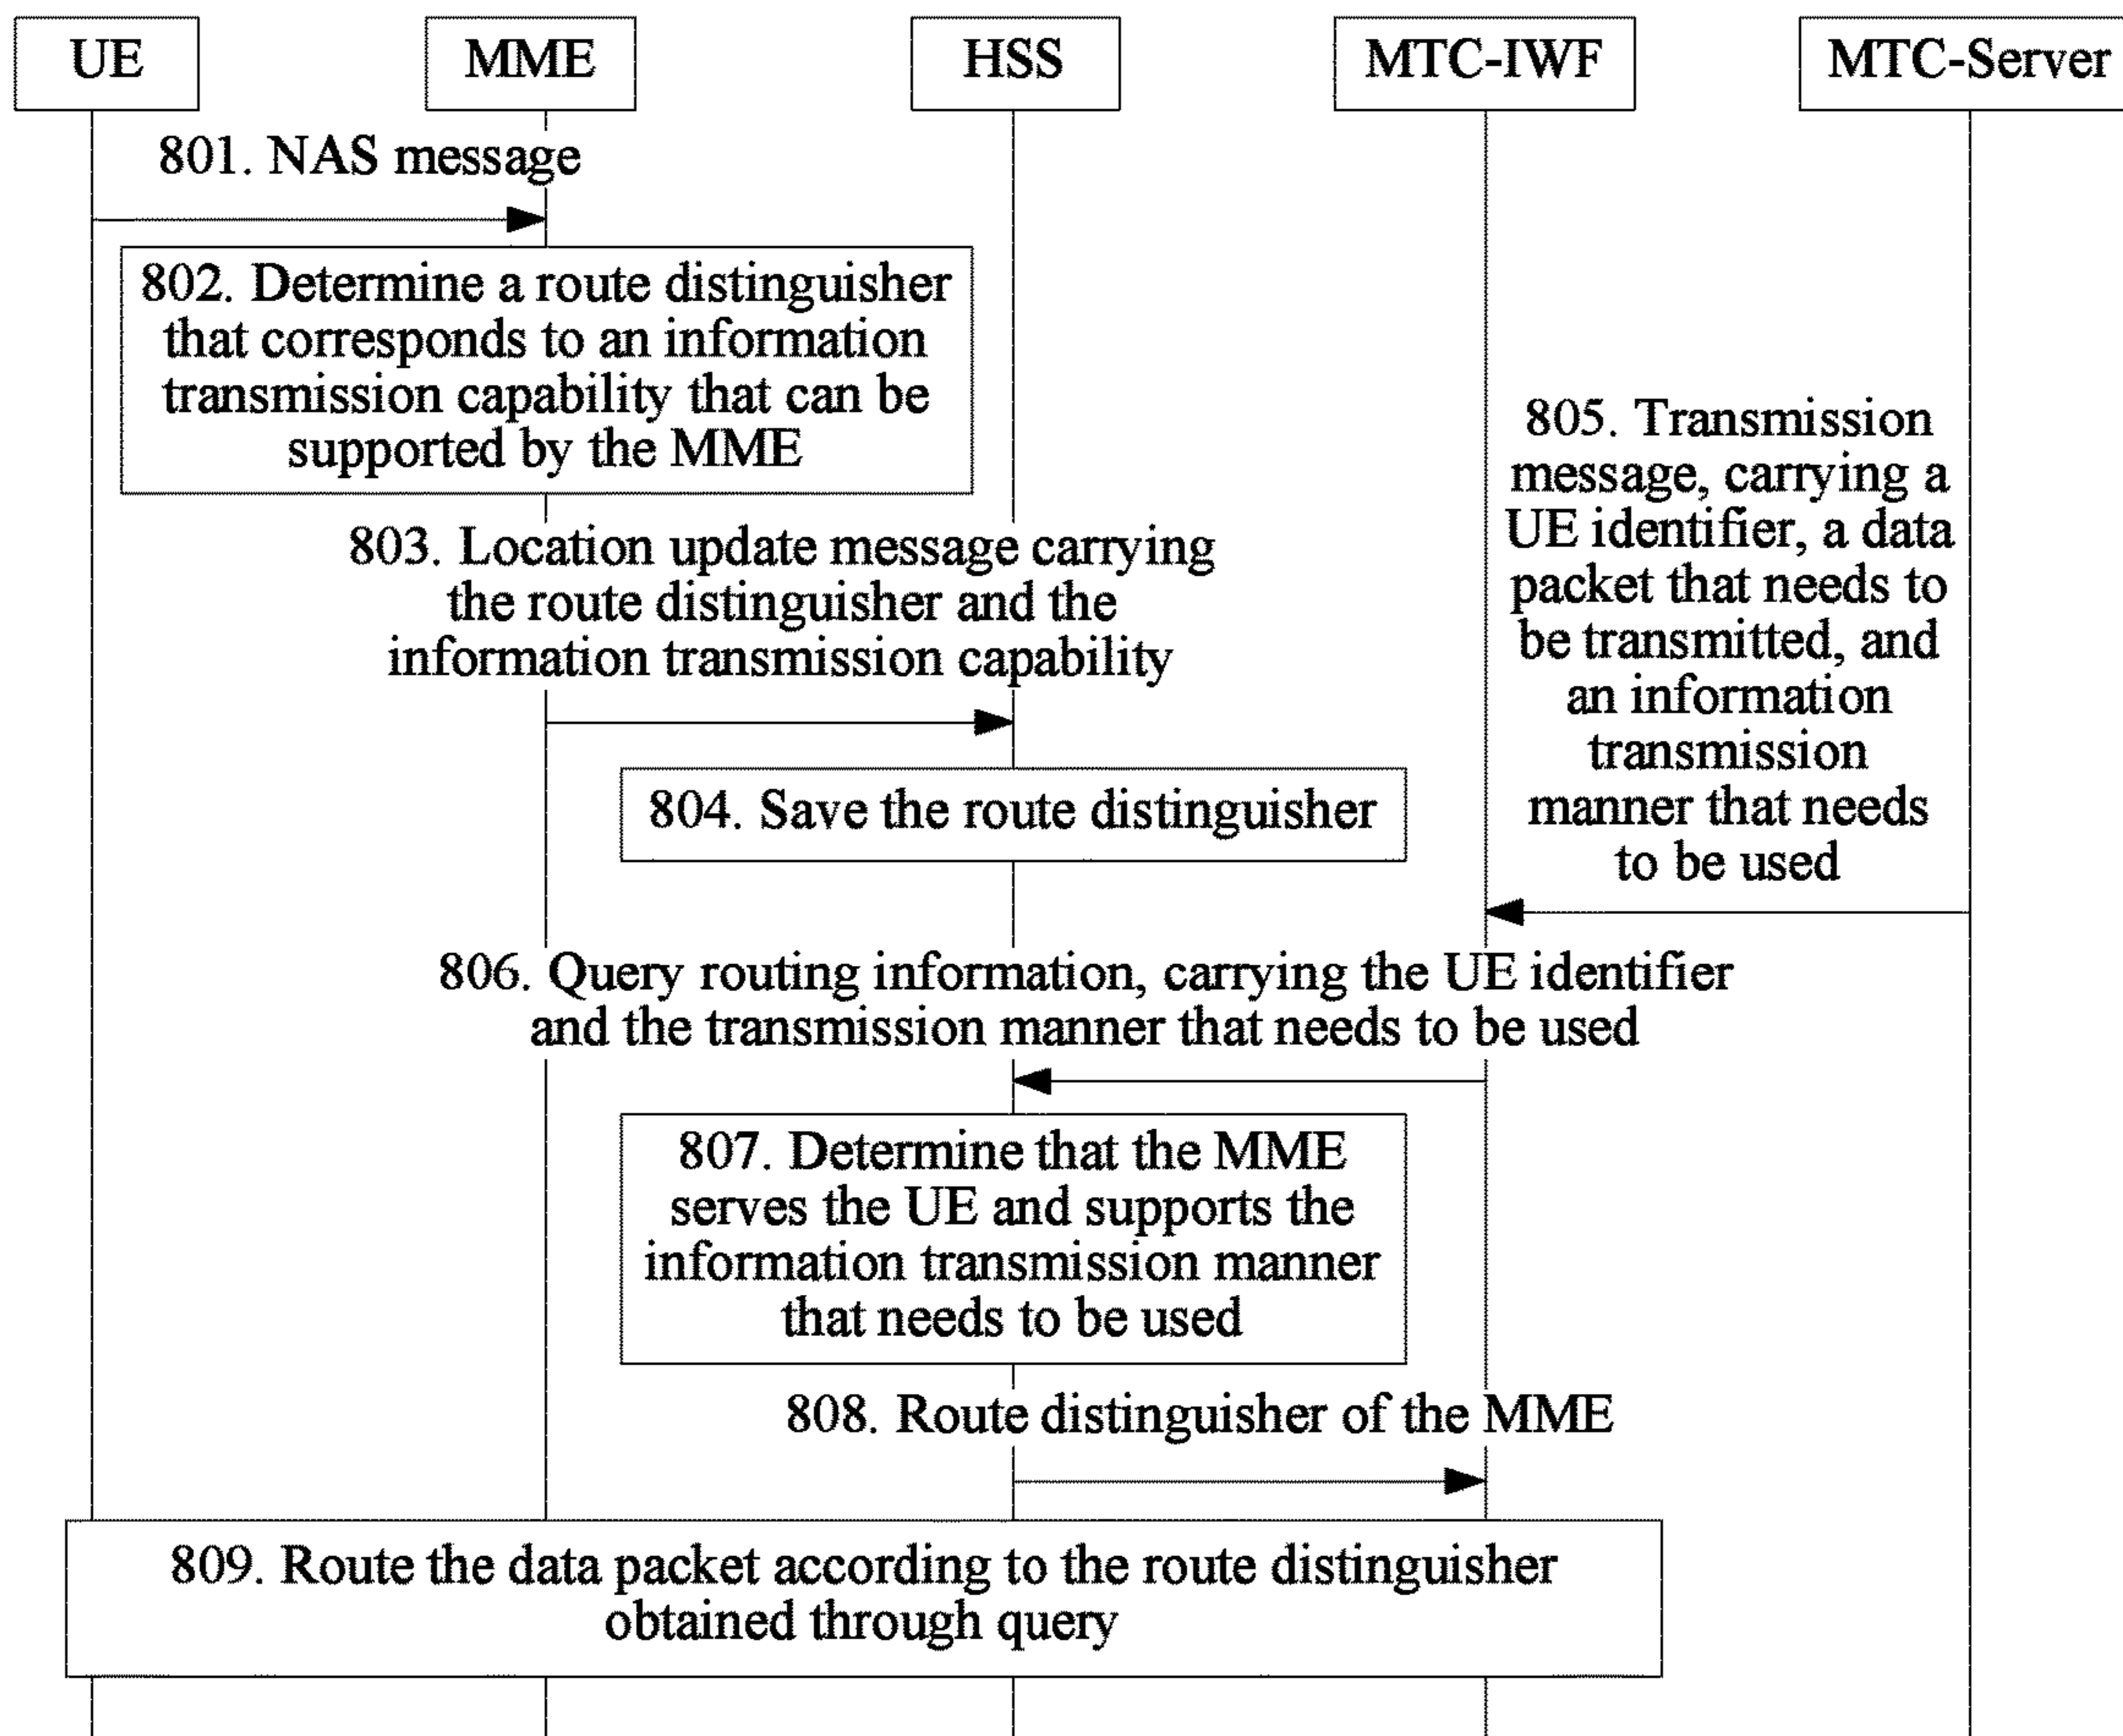 UE
MME
HSS
MTC-IWF
MTC-Server
801. NAS message
802. Determine a route distinguisher
that corresponds to an information
transmission capability that can be
supported by the MME
803. Location update message carrying
the route distinguisher and the
information transmission capability
804. Save the route distinguisher
805. Transmission
message, carrying a
UE identifier, a data
packet that needs to
be transmitted, and
an information
transmission
manner that needs
to be used
806. Query routing information, carrying the UE identifier
and the transmission manner that needs to be used
807. Determine that the MME
serves the UE and supports the
information transmission manner
that needs to be used
808. Route distinguisher of the MME
809. Route the data packet according to the route distinguisher
obtained through query